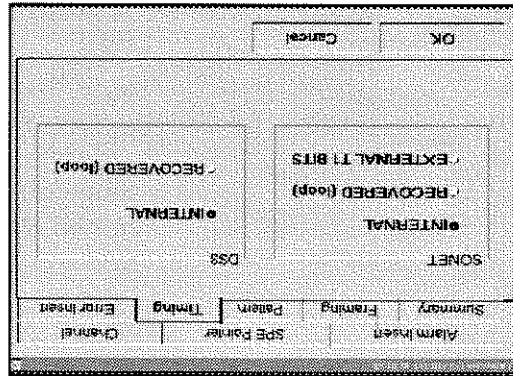 Alarm Insert SPE Pointer Channel
Summary Framing Pattern Timing Error Insert
SONET
INTERNAL
RECOVERED (loop)
EXTERNAL T1 BITS
DS3
INTERNAL
RECOVERED (loop)
OK Cancel